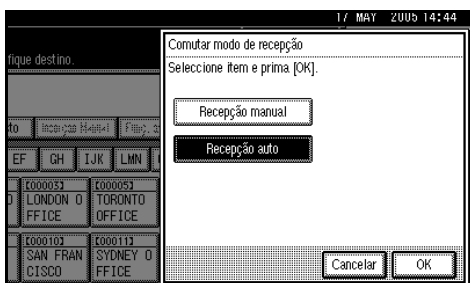 17 MAY 2005 14:44
Comutar modo de recepção
fique destino.
Seleccione item e prima [OK].
Recepção manual
to
Recepção auto
EF GH IJK LMN
[00003] [00005]
LONDON O TORONTO
FFICE OFFICE
[00010] [00011]
SAN FRAN SYDNEY O
CISCO FFICE
Cancelar OK